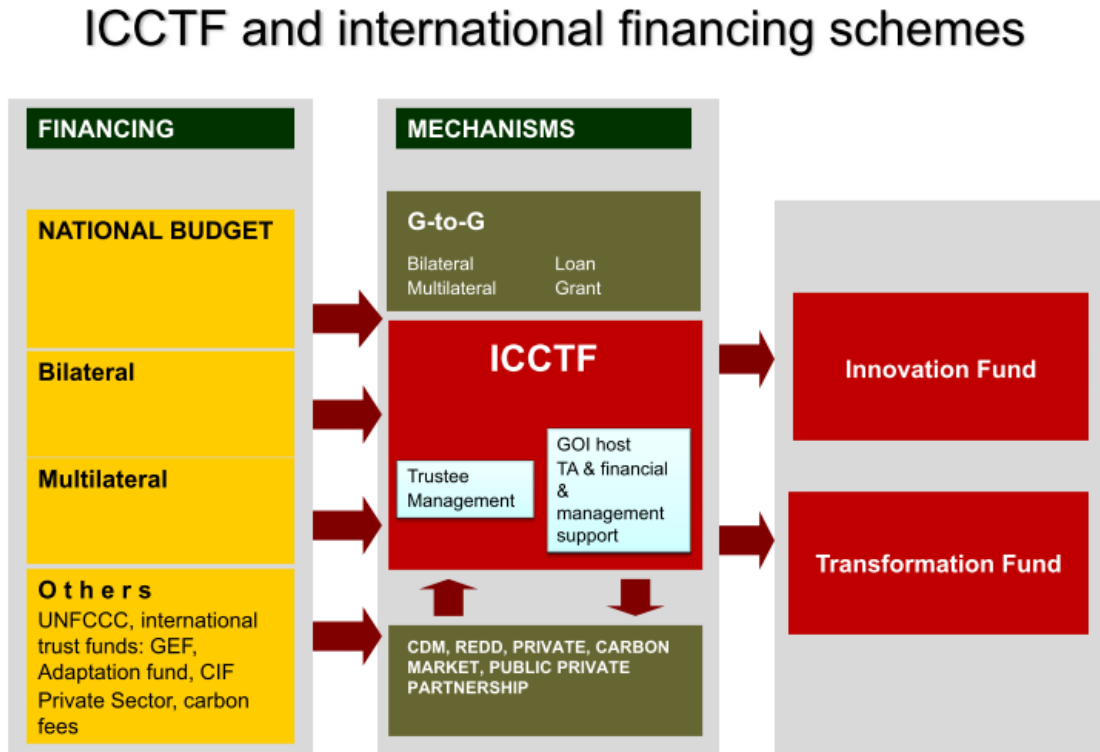 ICCTF and international financing schemes
FINANCING
NATIONAL BUDGET
Bilateral
Multilateral
O t h e r s
UNFCCC, international
trust funds: GEF,
Adaptation fund, CIF
Private Sector, carbon
fees
MECHANISMS
G-to-G
Bilateral Loan
Multilateral Grant
ICCTF
Trustee
Management
GOI host
TA & financial
&
management
support
CDM, REDD, PRIVATE, CARBON
MARKET, PUBLIC PRIVATE
PARTNERSHIP
Innovation Fund
Transformation Fund